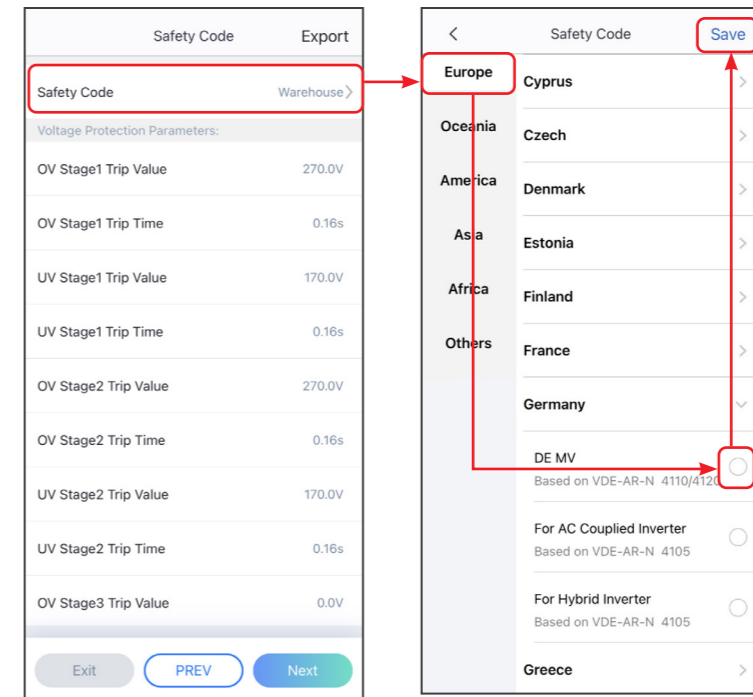 Safety Code Export
Safety Code Warehouse
Voltage Protection Parameters:
OV Stage1 Trip Value 270.0V
OV Stage1 Trip Time 0.16s
UV Stage1 Trip Value 170.0V
UV Stage1 Trip Time 0.16s
OV Stage2 Trip Value 270.0V
OV Stage2 Trip Time 0.16s
UV Stage2 Trip Value 170.0V
UV Stage2 Trip Time 0.16s
OV Stage3 Trip Value 0.0V
Exit PREV Next
Safety Code Save
Europe
Oceania
America
Asia
Africa
Others
Cyprus
Czech
Denmark
Estonia
Finland
France
Germany
DE MV
Based on VDE-AR-N 4110/4120
For AC Couplied Inverter
Based on VDE-AR-N 4105
For Hybrid Inverter
Based on VDE-AR-N 4105
Greece